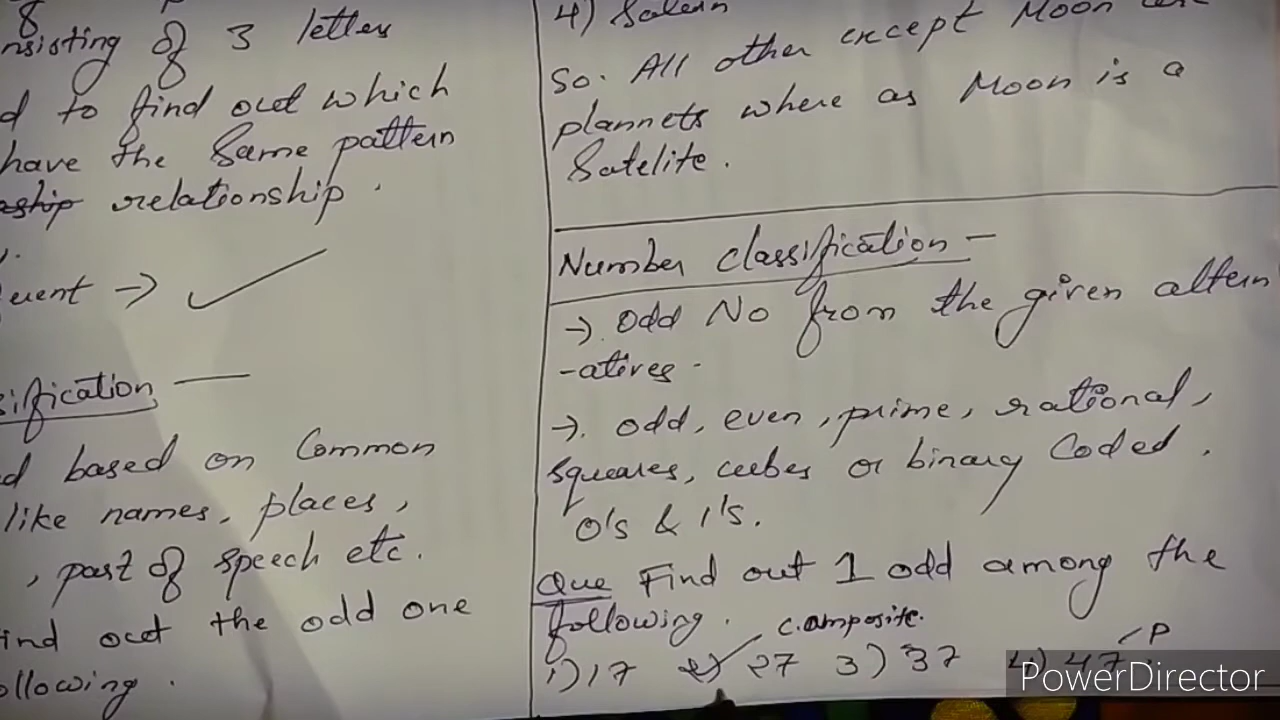 nsisting of 3 letters
d to find out which
have the same pattern
relationship.
uent → ✓
sification —
d based on Common
like names, places,
, part of speech etc.
ind out the odd one
ollowing.
4) Satern
So. All other except Moon
plannets where as Moon is a
Satelite.
Number classification —
→ Odd No from the given altern
-atives.
→ odd, even, prime, rational,
squares, cubes or binary Coded.
0's & 1's.
Que Find out 1 odd among the
following. composite.
1) 17 2) 27 3) 37 4) 47 P
PowerDirector